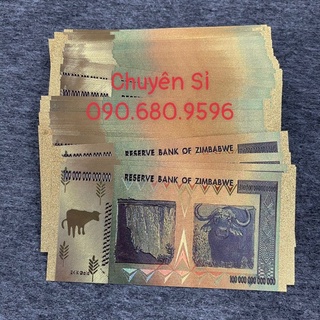 Chuyên Sỉ
090.680.9596
RESERVE BANK OF ZIMBABWE
RESERVE BANK OF ZIMBABWE